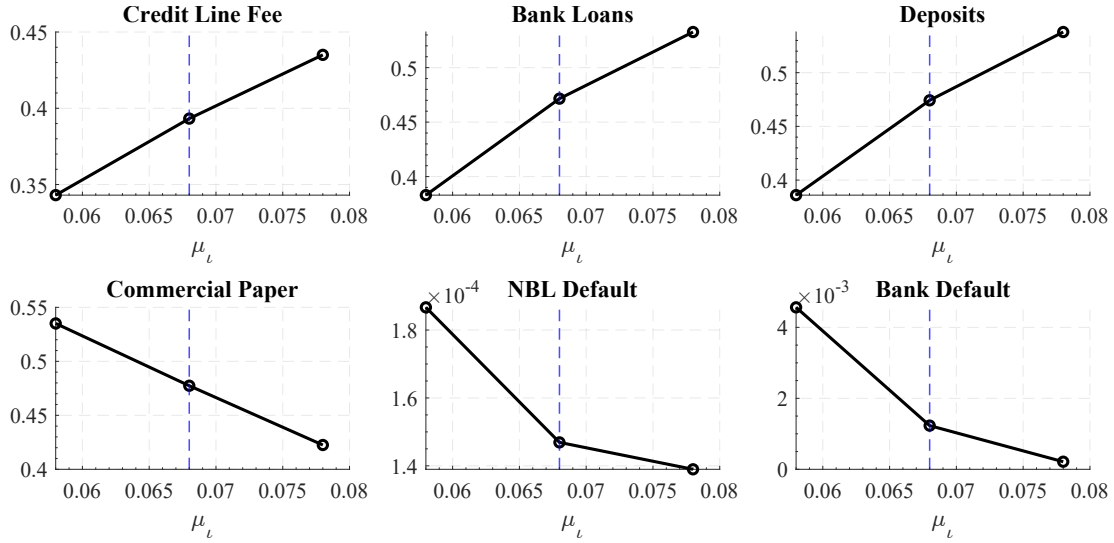 Credit Line Fee
0.45
0.4
0.35
0.06 0.065 0.07 0.075 0.08
μι
Bank Loans
0.5
0.45
0.4
0.06 0.065 0.07 0.075 0.08
μι
Deposits
0.5
0.45
0.4
0.06 0.065 0.07 0.075 0.08
μι
Commercial Paper
0.55
0.5
0.45
0.4
0.06 0.065 0.07 0.075 0.08
μι
NBL Default
×10⁻⁴
1.8
1.6
1.4
0.06 0.065 0.07 0.075 0.08
μι
Bank Default
×10⁻³
4
2
0
0.06 0.065 0.07 0.075 0.08
μι